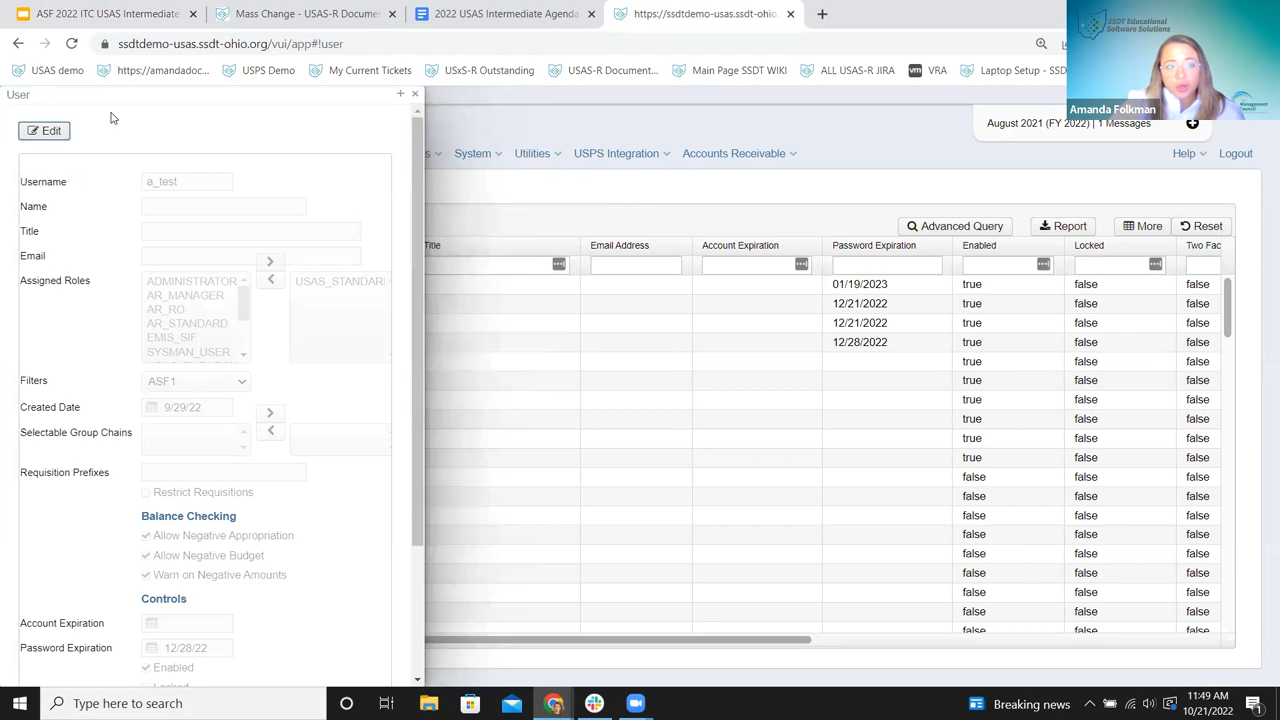 ASF 2022 ITC USAS Intermediate
Mass Change - USAS-R Documen
2022 USAS Intermediate Agenda
https://ssdtdemo-usas.ssdt-ohio.
ssdtdemo-usas.ssdt-ohio.org/vui/app#!user
USAS demo
https://amandadoc...
USPS Demo
My Current Tickets
USxS-R Outstanding
USAS-R Document...
Main Page SSDT WIKI
ALL USAS-R JIRA
vm VRA
Laptop Setup - SSD
SSDT Educational
Software Solutions
Management
Council
Amanda Folkman
User
Edit
Username a_test
Name
Title
Email
Assigned Roles
ADMINISTRATOR
AR_MANAGER
AR_RO
AR_STANDARD
EMIS_SIF
SYSMAN_USER
USAS_STANDARD
Filters ASF1
Created Date 9/29/22
Selectable Group Chains
Requisition Prefixes
Restrict Requisitions
Balance Checking
Allow Negative Appropriation
Allow Negative Budget
Warn on Negative Amounts
Controls
Account Expiration
Password Expiration 12/28/22
Enabled
August 2021 (FY 2022) | 1 Messages
s System Utilities USPS Integration Accounts Receivable Help Logout
Advanced Query Report More Reset
Title Email Address Account Expiration Password Expiration Enabled Locked Two Fac
01/19/2023 true false false
12/21/2022 true false false
12/21/2022 true false false
12/28/2022 true false false
true false false
true false false
true false false
true false false
true false false
true false false
false false false
false false false
false false false
false false false
false false false
false false false
false false false
false false false
false false false
Type here to search
Breaking news
11:49 AM
10/21/2022
1